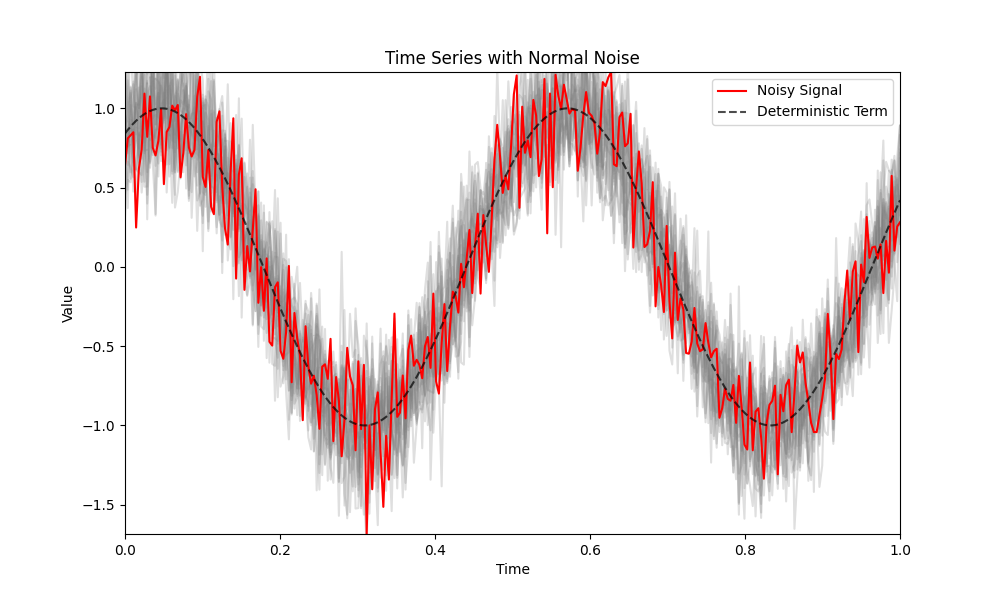 Time Series with Normal Noise
Noisy Signal
Deterministic Term
Value
1.0
0.5
0.0
−0.5
−1.0
−1.5
0.0 0.2 0.4 0.6 0.8 1.0
Time